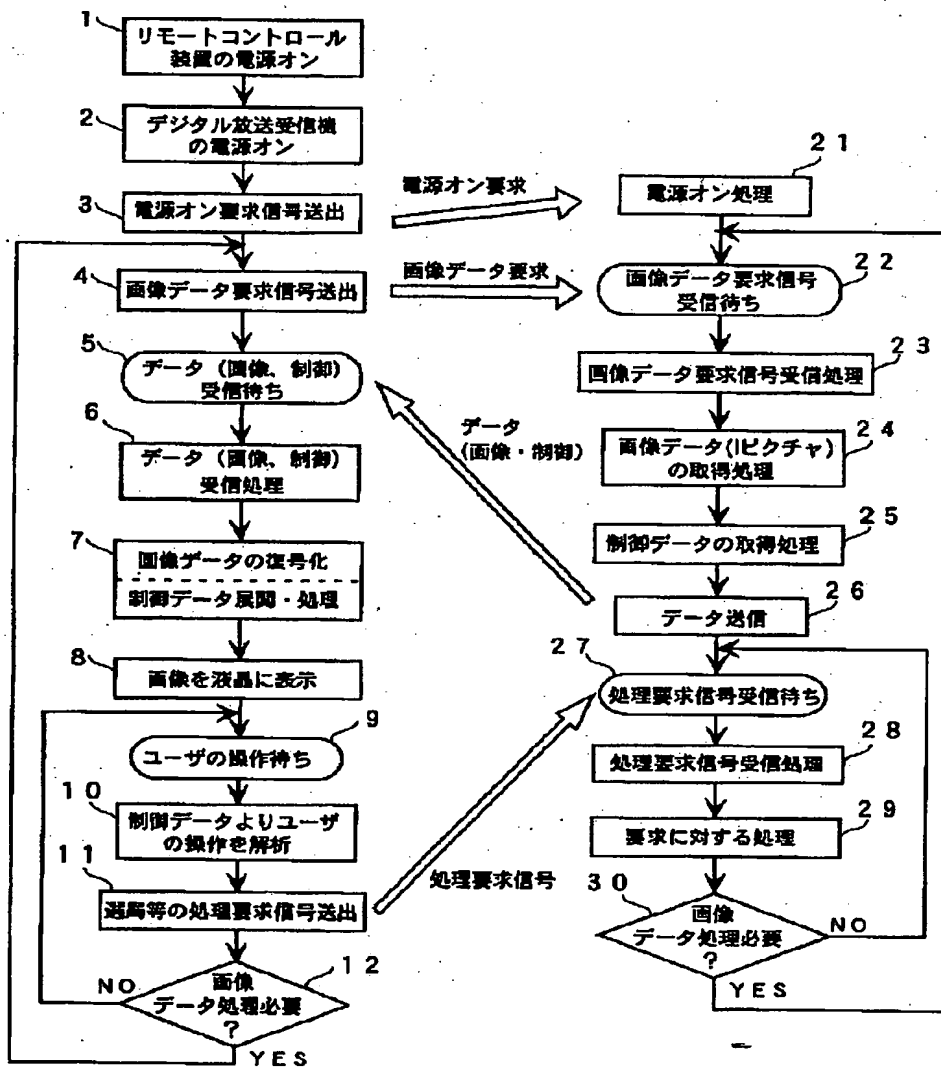 1
リモートコントロール
装置の電源オン
2
デジタル放送受信機
の電源オン
3
電源オン要求信号送出
4
画像データ要求信号送出
5
データ（画像、制御）
受信待ち
6
データ（画像、制御）
受信処理
7
画像データの復号化
制御データ展開・処理
8
画像を液晶に表示
9
ユーザの操作待ち
10
制御データよりユーザ
の操作を解析
11
選局等の処理要求信号送出
12
画像
データ処理必要
？
NO
YES
電源オン要求
画像データ要求
データ
(画像・制御)
処理要求信号
21
電源オン処理
22
画像データ要求信号
受信待ち
23
画像データ要求信号受信処理
24
画像データ(Iピクチャ)
の取得処理
25
制御データの取得処理
26
データ送信
27
処理要求信号受信待ち
28
処理要求信号受信処理
29
要求に対する処理
30
画像
データ処理必要
？
NO
YES